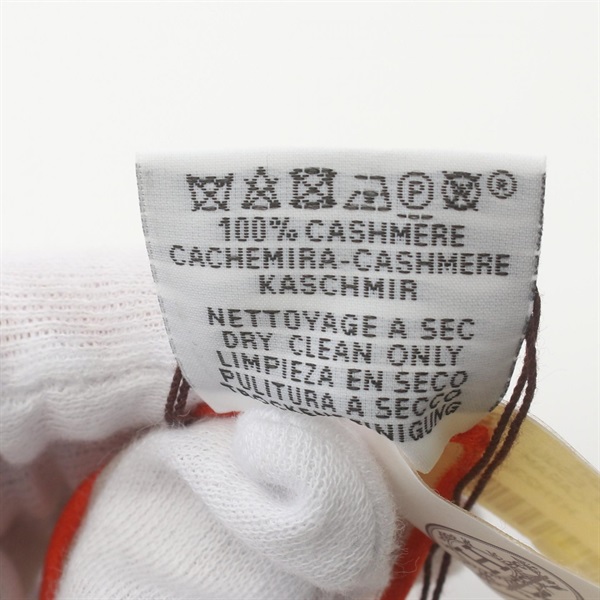 P ®
100% CASHMERE
CACHEMIRA-CASHMERE
KASCHMIR
NETTOYAGE A SEC
DRY CLEAN ONLY
LIMPIEZA EN SECO
PULITURA A SECCO